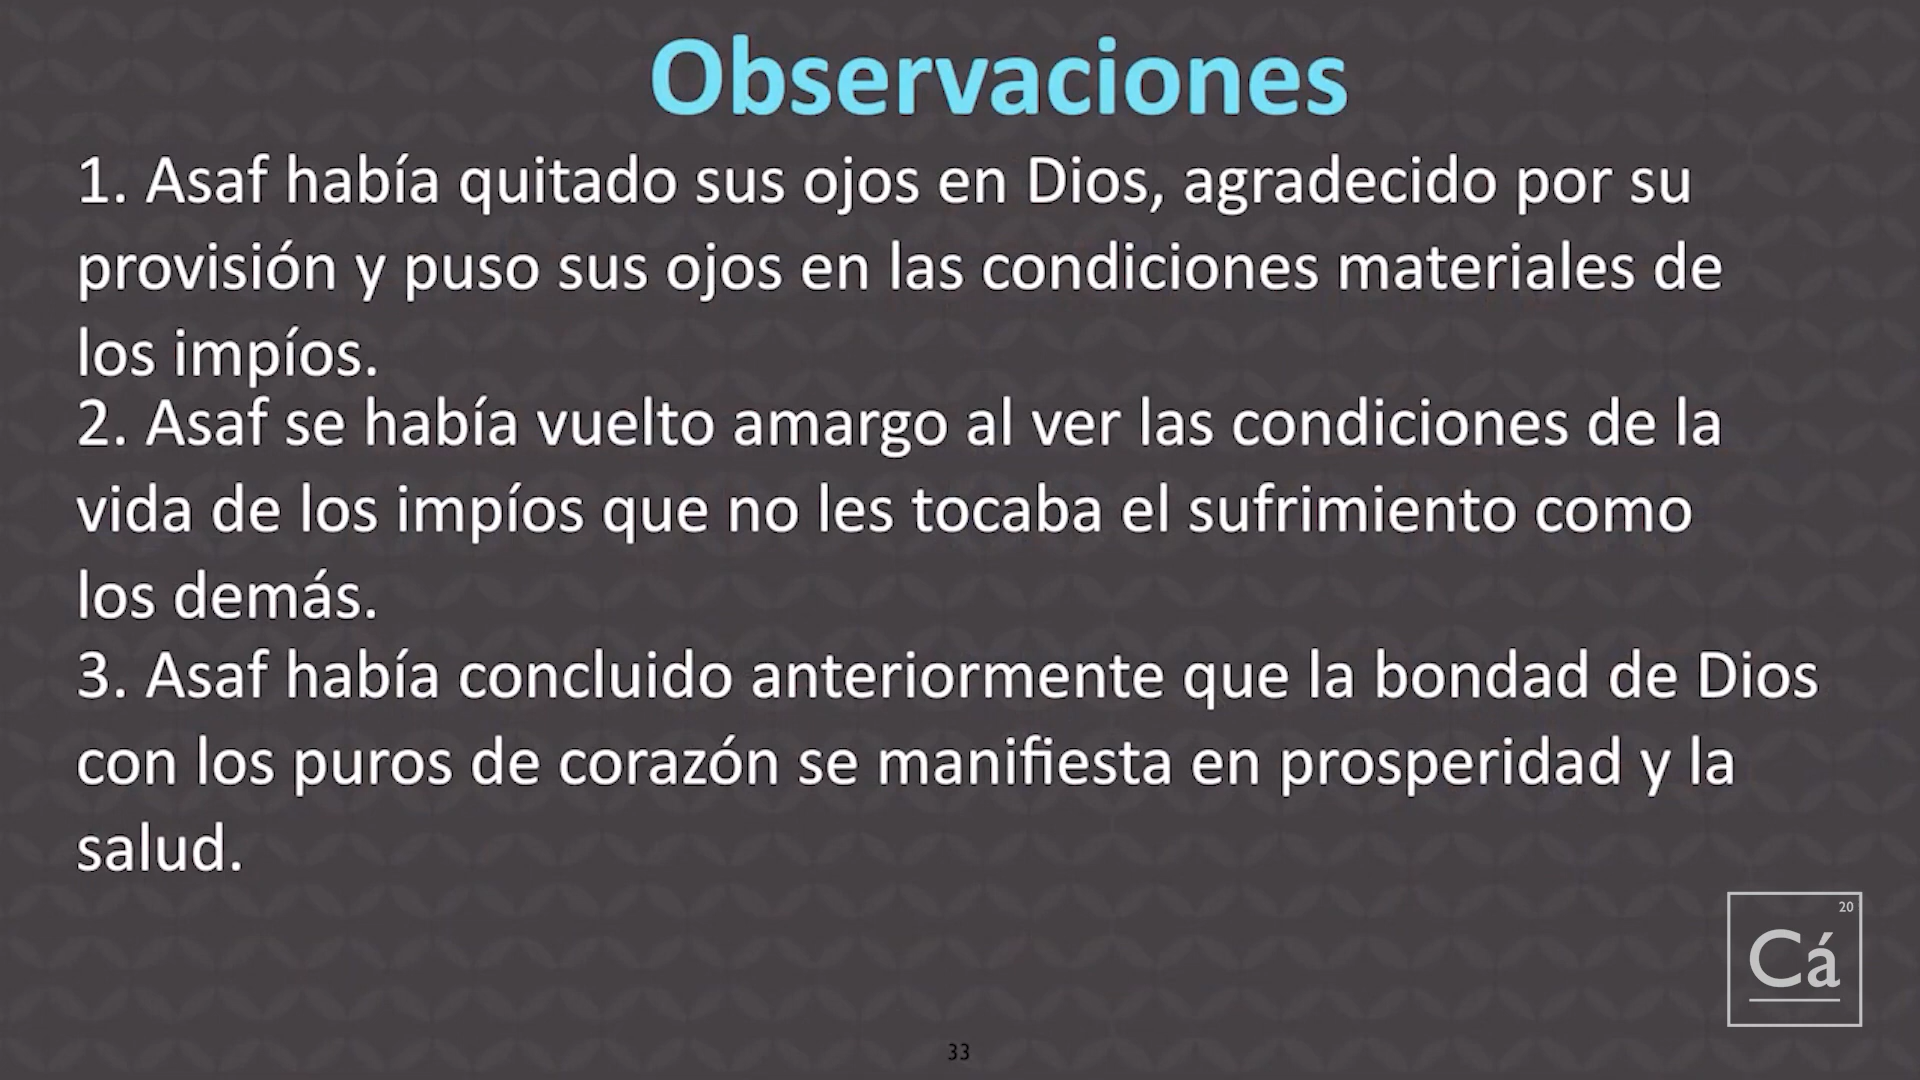 Observaciones
1. Asaf había quitado sus ojos en Dios, agradecido por su
provisión y puso sus ojos en las condiciones materiales de
los impíos.
2. Asaf se había vuelto amargo al ver las condiciones de la
vida de los impíos que no les tocaba el sufrimiento como
los demás.
3. Asaf había concluido anteriormente que la bondad de Dios
con los puros de corazón se manifiesta en prosperidad y la
salud.
20
Cá
33